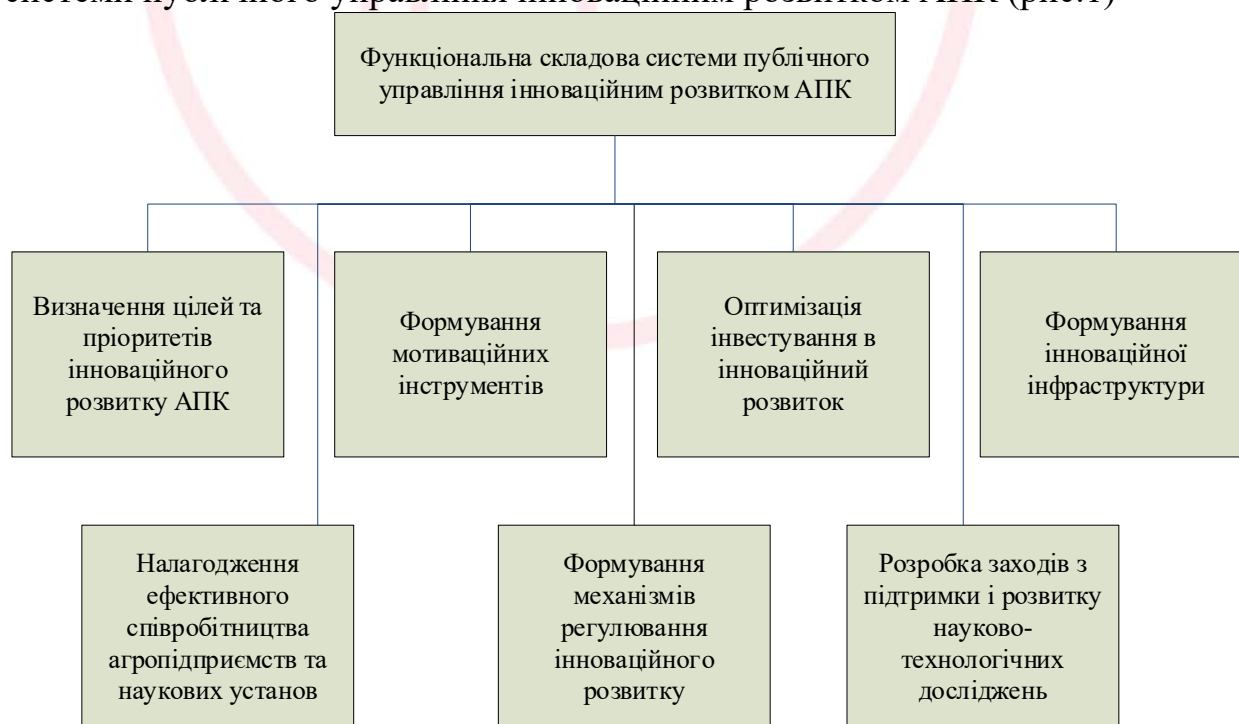 системи публічного управління інноваційним розвитком АПК (рис.1)
Функціональна складова системи публічного
управління інноваційним розвитком АПК
Визначення цілей та
пріоритетів
інноваційного
розвитку АПК
Формування
мотиваційних
інструментів
Оптимізація
інвестування в
інноваційний
розвиток
Формування
інноваційної
інфраструктури
Налагодження
ефективного
співробітництва
агропідприємств та
наукових установ
Формування
механізмів
регулювання
інноваційного
розвитку
Розробка заходів з
підтримки і розвитку
науково-
технологічних
досліджень